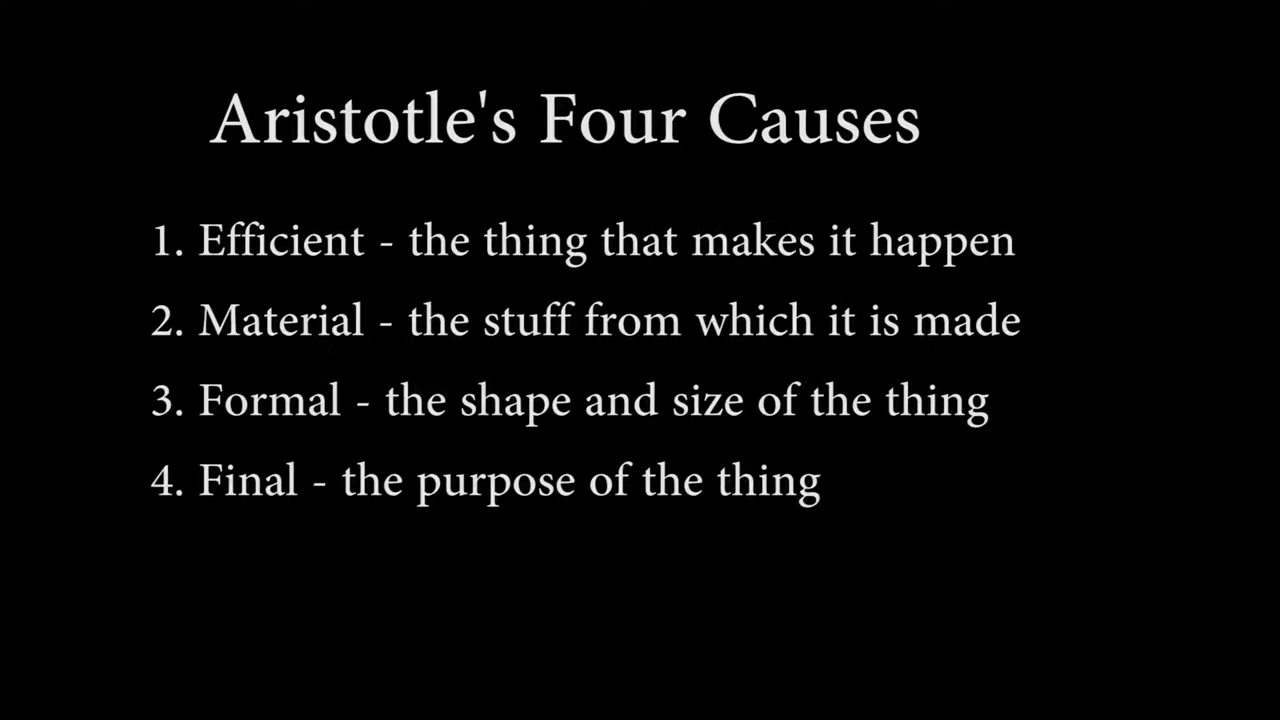 Aristotle's Four Causes
1. Efficient - the thing that makes it happen
2. Material - the stuff from which it is made
3. Formal - the shape and size of the thing
4. Final - the purpose of the thing